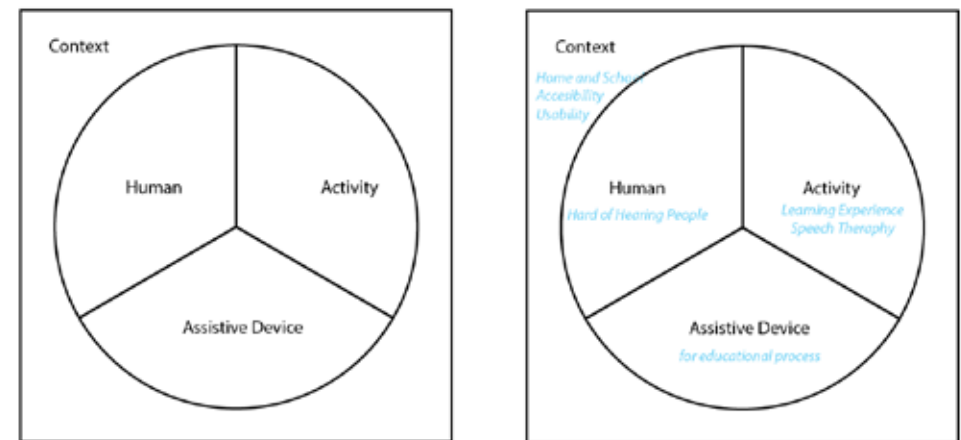 Context
Human
Activity
Assistive Device
Context
Home and School
Accesibility
Usability
Human
Hard of Hearing People
Activity
Learning Experience
Speech Theraphy
Assistive Device
for educational process